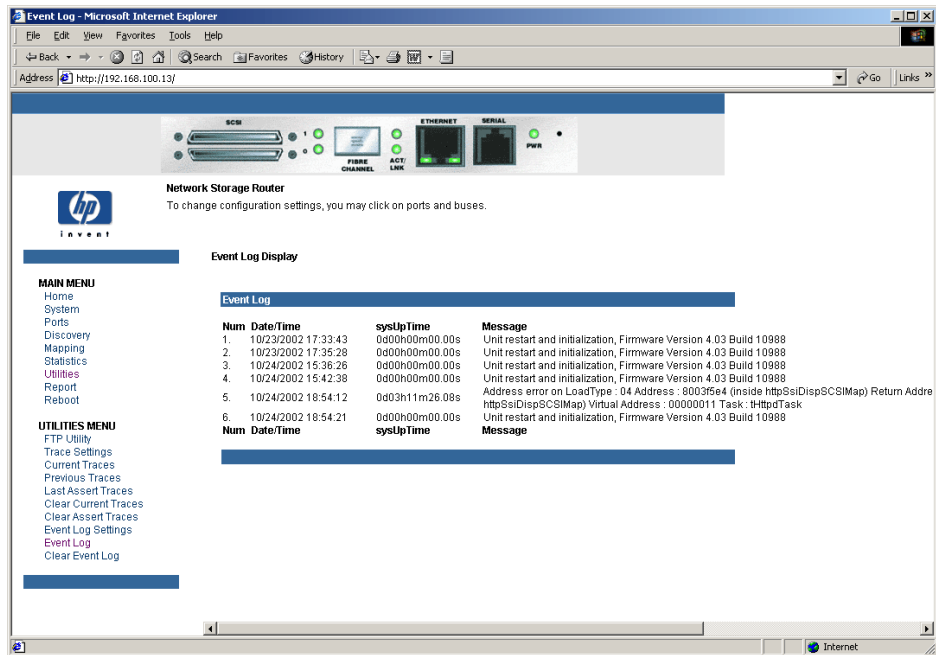 Event Log - Microsoft Internet Explorer
File Edit View Favorites Tools Help
Back Search Favorites History
Address http://192.168.100.13/ Go Links »
SCSI ETHERNET SERIAL
1
0
FIBRE CHANNEL
ACT/ LNK
PWR
hp
invent
Network Storage Router
To change configuration settings, you may click on ports and buses.
Event Log Display
MAIN MENU
Home
System
Ports
Discovery
Mapping
Statistics
Utilities
Report
Reboot
UTILITIES MENU
FTP Utility
Trace Settings
Current Traces
Previous Traces
Last Assert Traces
Clear Current Traces
Clear Assert Traces
Event Log Settings
Event Log
Clear Event Log
Event Log
Num Date/Time sysUpTime Message
1. 10/23/2002 17:33:43 0d00h00m00.00s Unit restart and initialization, Firmware Version 4.03 Build 10988
2. 10/23/2002 17:35:28 0d00h00m00.00s Unit restart and initialization, Firmware Version 4.03 Build 10988
3. 10/24/2002 15:36:26 0d00h00m00.00s Unit restart and initialization, Firmware Version 4.03 Build 10988
4. 10/24/2002 15:42:38 0d00h00m00.00s Unit restart and initialization, Firmware Version 4.03 Build 10988
5. 10/24/2002 18:54:12 0d03h11m26.08s Address error on LoadType : 04 Address : 8003f5e4 (inside httpSsiDispSCSIMap) Return Addre
httpSsiDispSCSIMap) Virtual Address : 00000011 Task : tHttpdTask
6. 10/24/2002 18:54:21 0d00h00m00.00s Unit restart and initialization, Firmware Version 4.03 Build 10988
Num Date/Time sysUpTime Message
Internet